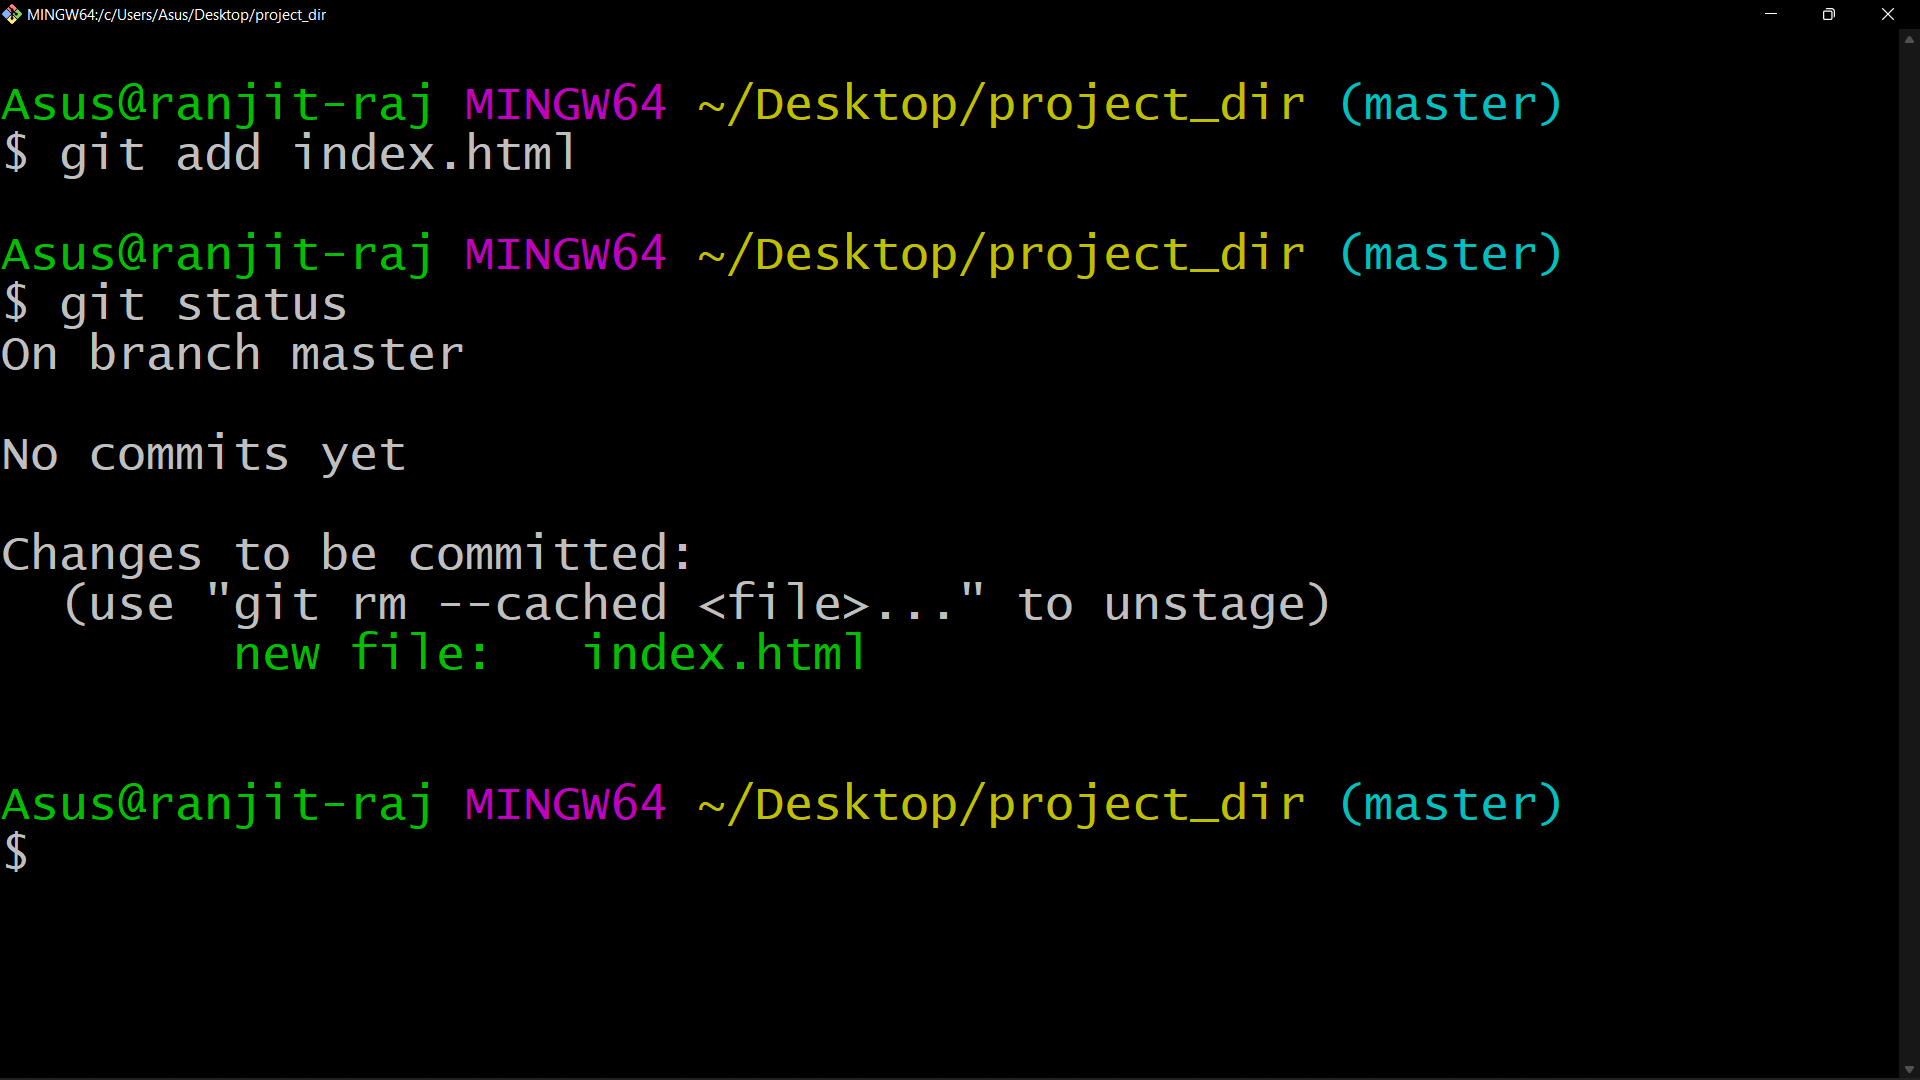 MINGW64:/c/Users/Asus/Desktop/project_dir
Asus@ranjit-raj MINGW64 ~/Desktop/project_dir (master)
$ git add index.html
Asus@ranjit-raj MINGW64 ~/Desktop/project_dir (master)
$ git status
On branch master
No commits yet
Changes to be committed:
  (use "git rm --cached <file>..." to unstage)
        new file:   index.html
Asus@ranjit-raj MINGW64 ~/Desktop/project_dir (master)
$